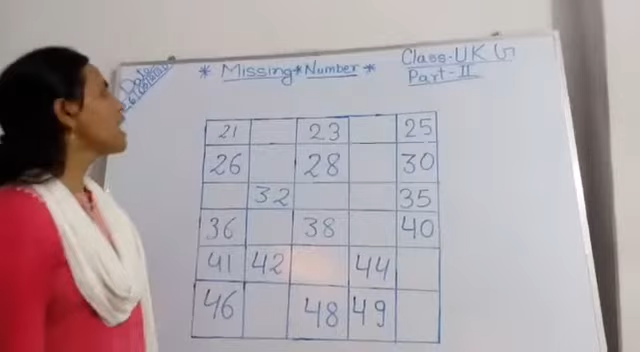 * Missing * Number *
Class-UKG
Part-II
21 23 25
26 28 30
32 35
36 38 40
41 42 44
46 48 49